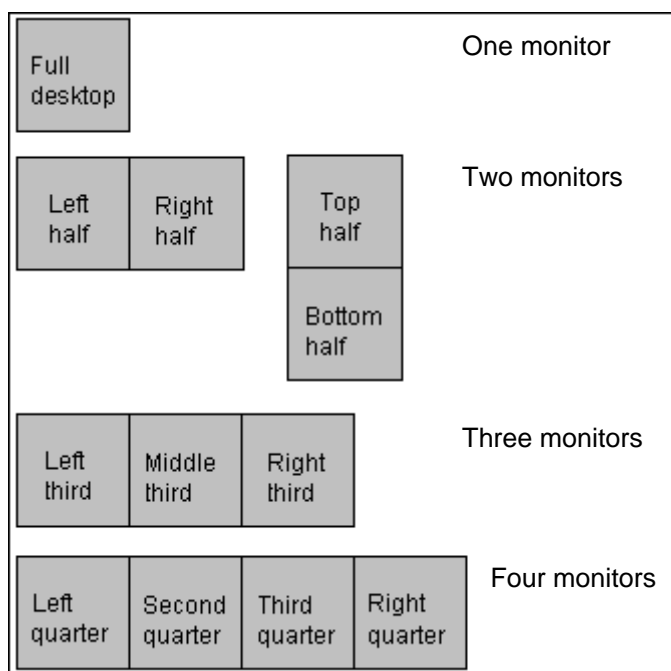 Full
desktop
One monitor
Left
half
Right
half
Top
half
Bottom
half
Two monitors
Left
third
Middle
third
Right
third
Three monitors
Left
quarter
Second
quarter
Third
quarter
Right
quarter
Four monitors